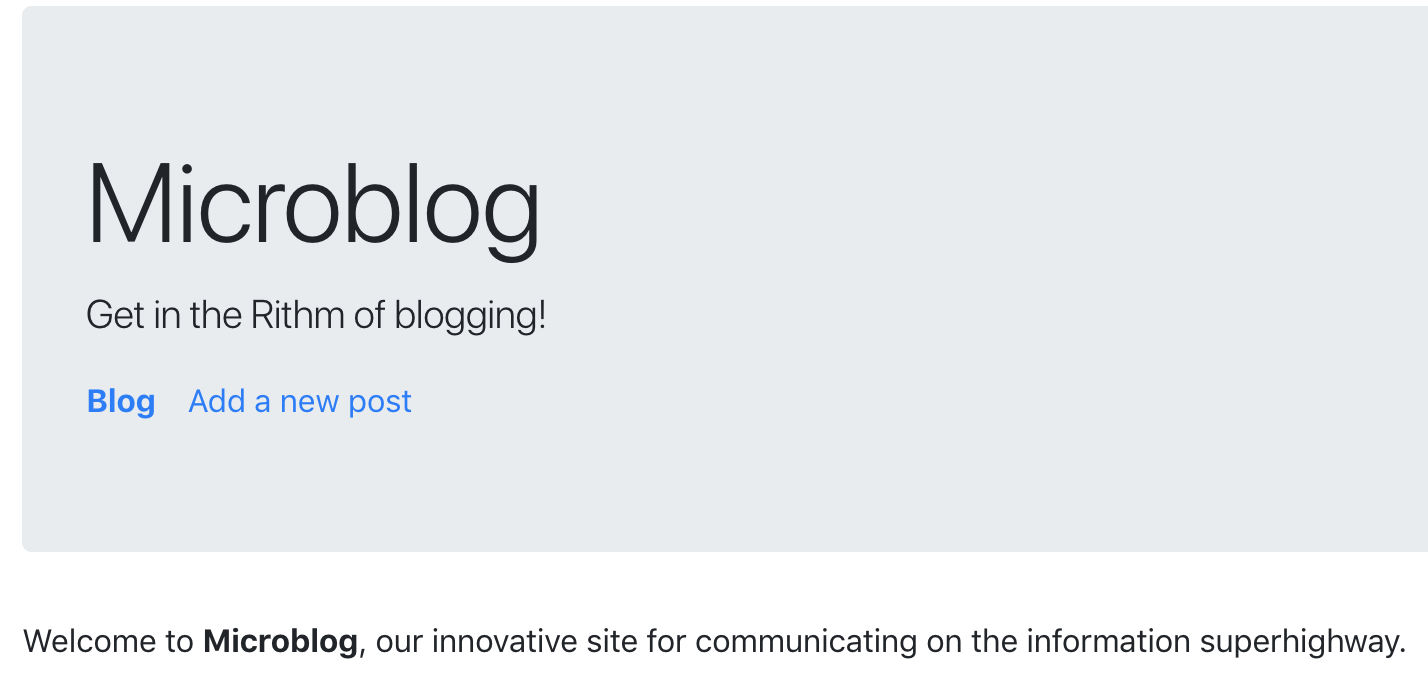 Microblog
Get in the Rithm of blogging!
Blog Add a new post
Welcome to Microblog, our innovative site for communicating on the information superhighway.